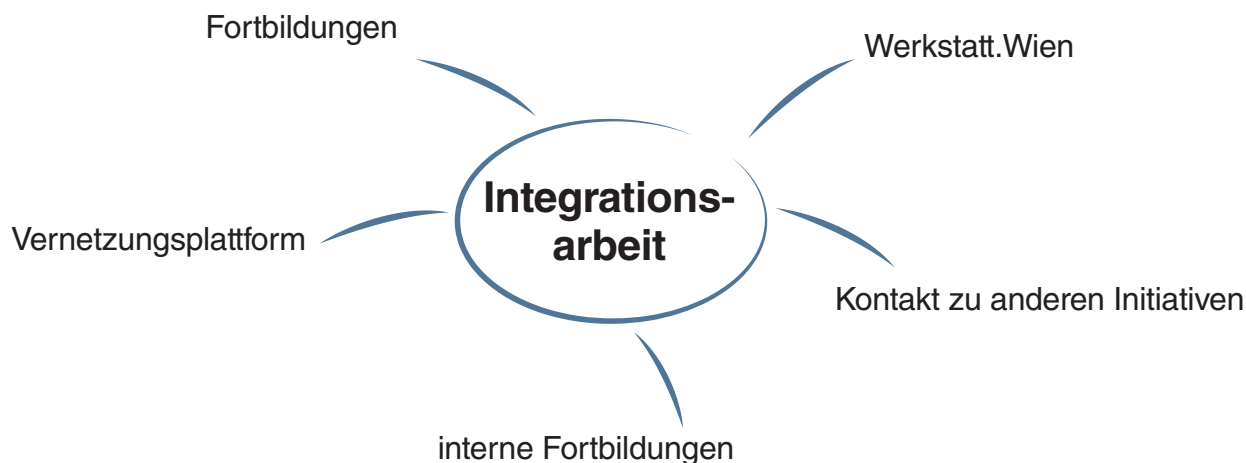 Fortbildungen
Werkstatt.Wien
Integrations-
arbeit
Vernetzungsplattform
Kontakt zu anderen Initiativen
interne Fortbildungen